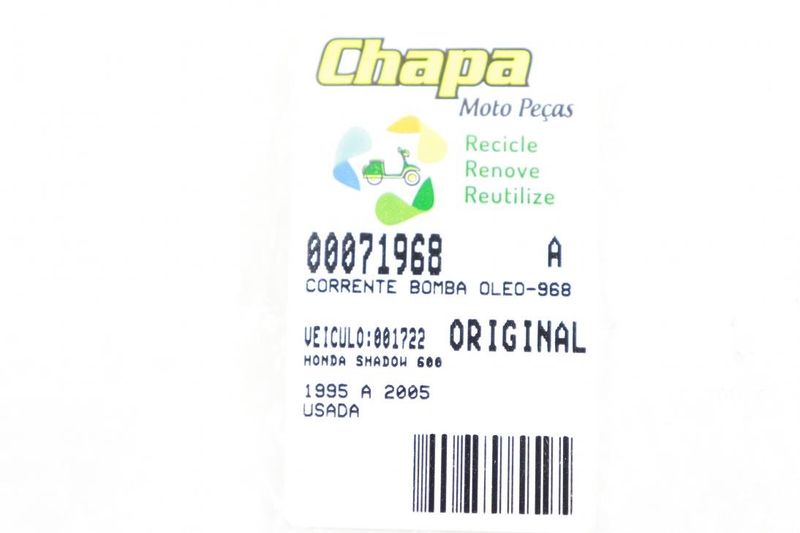 Chapa
Moto Peças
Recicle
Renove
Reutilize
00071968 A
CORRENTE BOMBA OLEO-968
VEICULO:001722 ORIGINAL
HONDA SHADOW 600
1995 A 2005
USADA